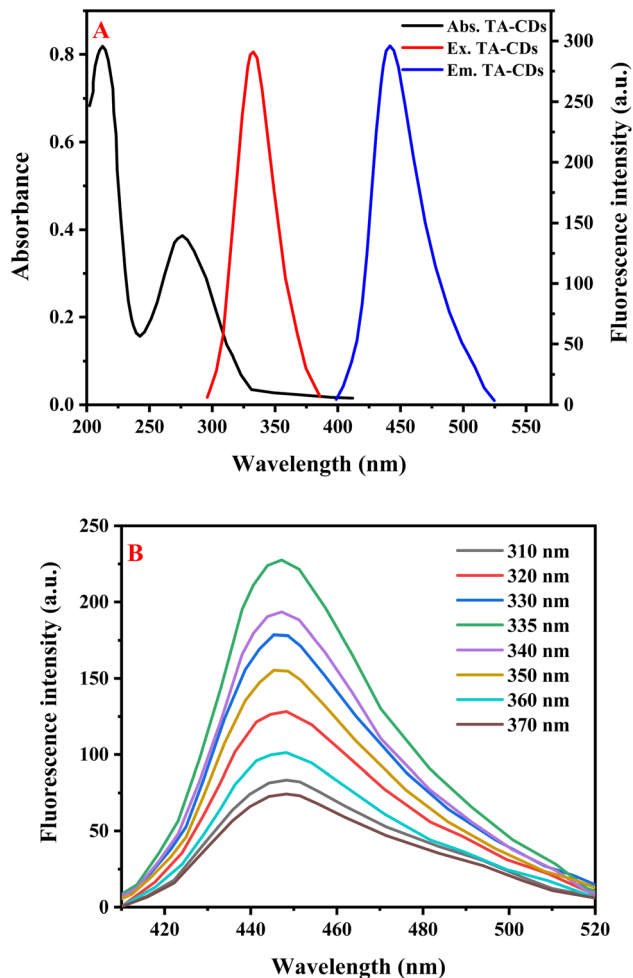 A
Abs. TA-CDs
Ex. TA-CDs
Em. TA-CDs
0.8
0.6
0.4
0.2
0.0
Absorbance
300
250
200
150
100
50
0
Fluorescence intensity (a.u.)
200 250 300 350 400 450 500 550
Wavelength (nm)
B
310 nm
320 nm
330 nm
335 nm
340 nm
350 nm
360 nm
370 nm
250
200
150
100
50
0
Fluorescence intensity (a.u.)
420 440 460 480 500 520
Wavelength (nm)